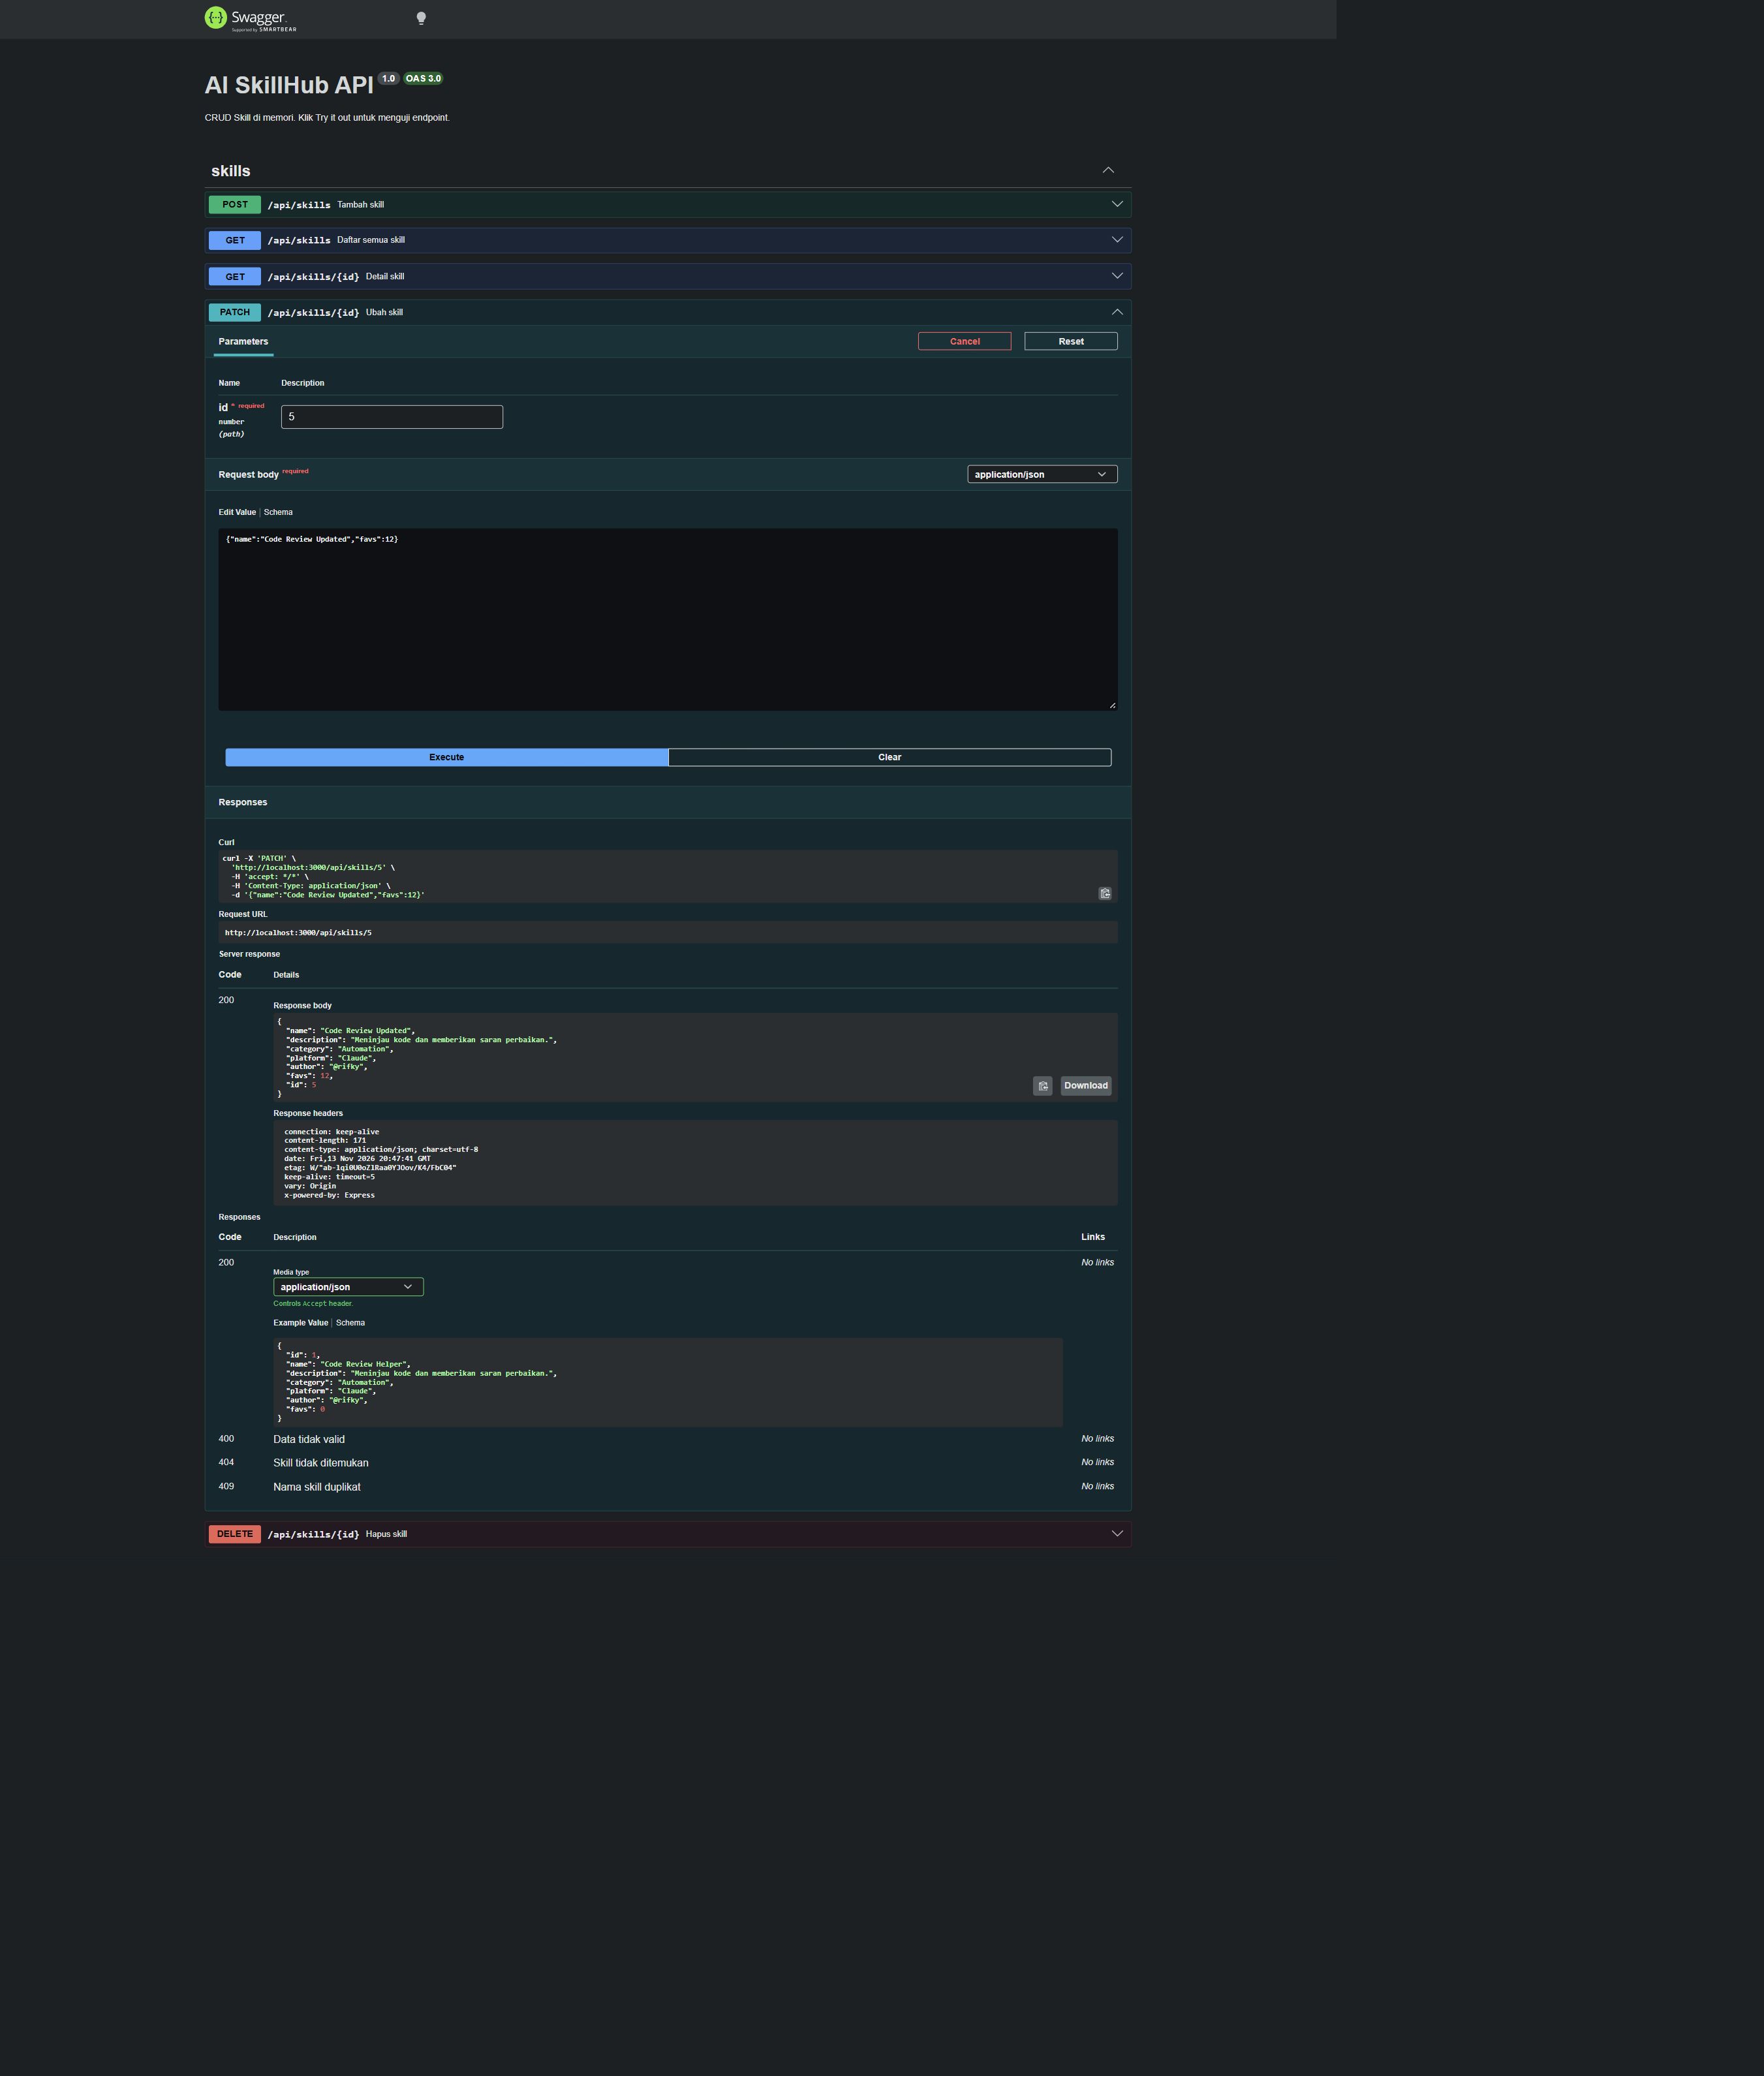 Swagger.
Supported by SMARTBEAR
AI SkillHub API 1.0 OAS 3.0
CRUD Skill di memori. Klik Try it out untuk menguji endpoint.
skills
POST /api/skills Tambah skill
GET /api/skills Daftar semua skill
GET /api/skills/{id} Detail skill
PATCH /api/skills/{id} Ubah skill
Parameters Cancel Reset
Name Description
id * required
number
(path)
5
Request body required application/json
Edit Value | Schema
{"name":"Code Review Updated","favs":12}
Execute Clear
Responses
Curl
curl -X 'PATCH' \
'http://localhost:3000/api/skills/5' \
-H 'accept: */*' \
-H 'Content-Type: application/json' \
-d '{"name":"Code Review Updated","favs":12}'
Request URL
http://localhost:3000/api/skills/5
Server response
Code Details
200
Response body
{
"name": "Code Review Updated",
"description": "Meninjau kode dan memberikan saran perbaikan.",
"category": "Automation",
"platform": "Claude",
"author": "@rifky",
"favs": 12,
"id": 5
}
Download
Response headers
connection: keep-alive
content-length: 171
content-type: application/json; charset=utf-8
date: Fri,13 Nov 2026 20:47:41 GMT
keep-alive: timeout=5
vary: Origin
x-powered-by: Express
Responses
Code Description Links
200 No links
Media type
application/json
Controls Accept header.
Example Value | Schema
{
"id": 1,
"name": "Code Review Helper",
"description": "Meninjau kode dan memberikan saran perbaikan.",
"category": "Automation",
"platform": "Claude",
"author": "@rifky",
"favs": 0
}
400 Data tidak valid No links
404 Skill tidak ditemukan No links
409 Nama skill duplikat No links
DELETE /api/skills/{id} Hapus skill